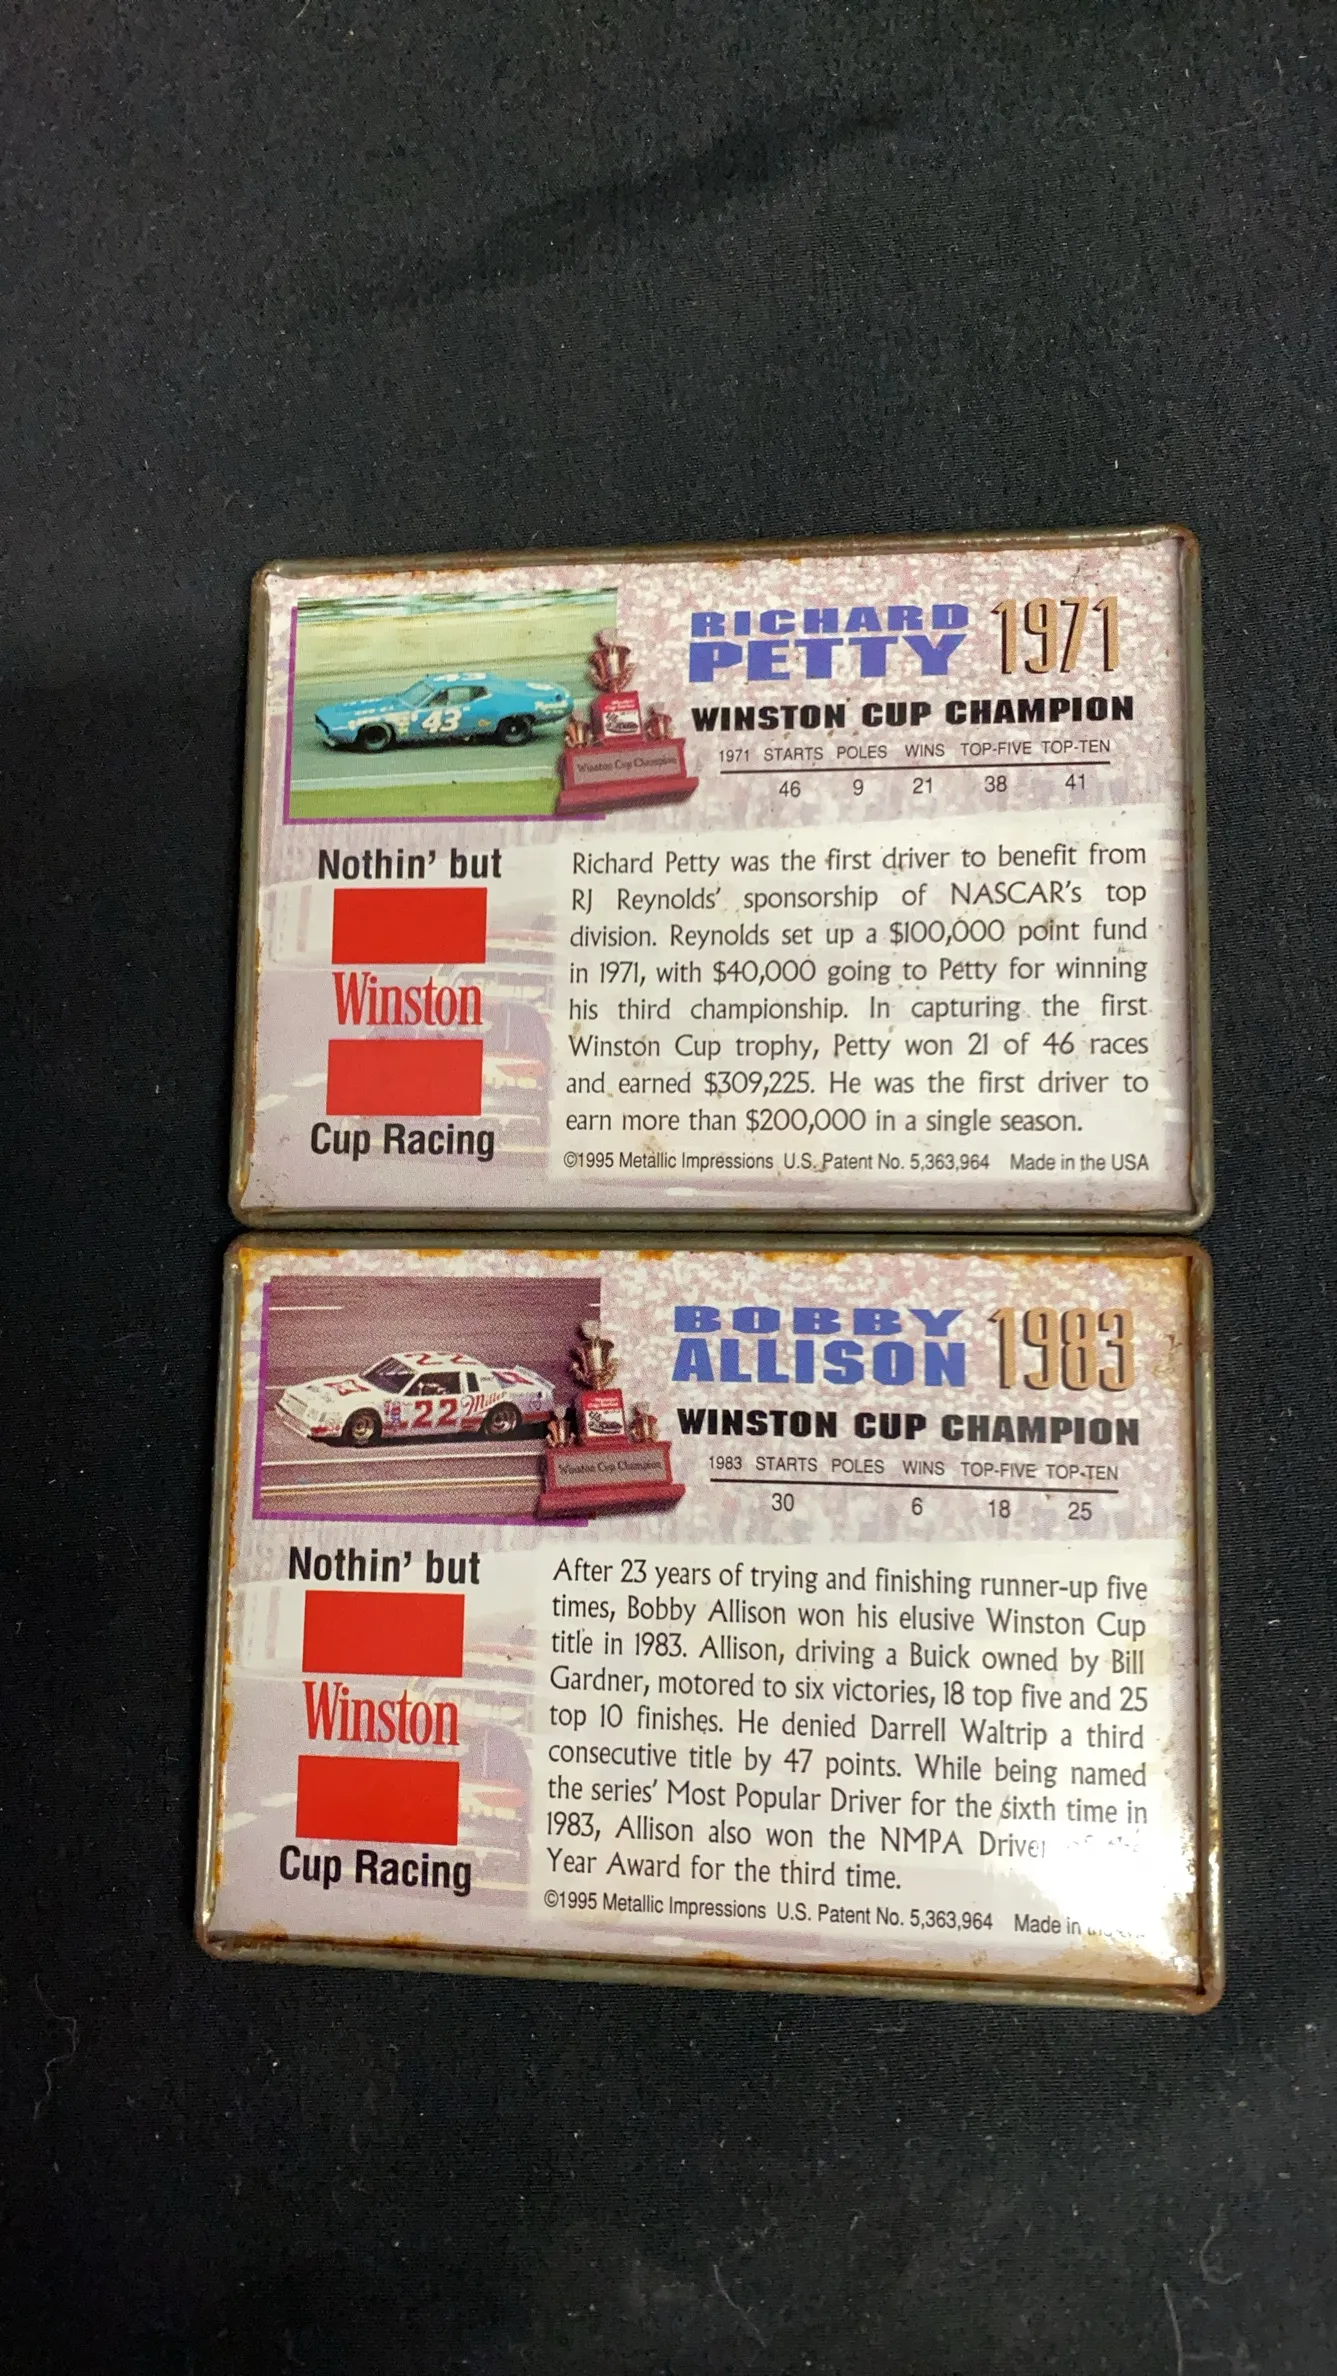 RICHARD
PETTY 1971
WINSTON CUP CHAMPION
1971 STARTS POLES WINS TOP-FIVE TOP-TEN
46 9 21 38 41
43
43
Winston Cup Champion
Nothin' but
Winston
Cup Racing
Richard Petty was the first driver to benefit from
RJ Reynolds' sponsorship of NASCAR's top
division. Reynolds set up a $100,000 point fund
in 1971, with $40,000 going to Petty for winning
his third championship. In capturing the first
Winston Cup trophy, Petty won 21 of 46 races
and earned $309,225. He was the first driver to
earn more than $200,000 in a single season.
©1995 Metallic Impressions U.S. Patent No. 5,363,964 Made in the USA
BOBBY
ALLISON 1983
WINSTON CUP CHAMPION
1983 STARTS POLES WINS TOP-FIVE TOP-TEN
30 6 18 25
22
22 Miller
Winston Cup Champion
Nothin' but
Winston
Cup Racing
After 23 years of trying and finishing runner-up five
times, Bobby Allison won his elusive Winston Cup
title in 1983. Allison, driving a Buick owned by Bill
Gardner, motored to six victories, 18 top five and 25
top 10 finishes. He denied Darrell Waltrip a third
consecutive title by 47 points. While being named
the series' Most Popular Driver for the sixth time in
1983, Allison also won the NMPA Driver
Year Award for the third time.
©1995 Metallic Impressions U.S. Patent No. 5,363,964 Made in